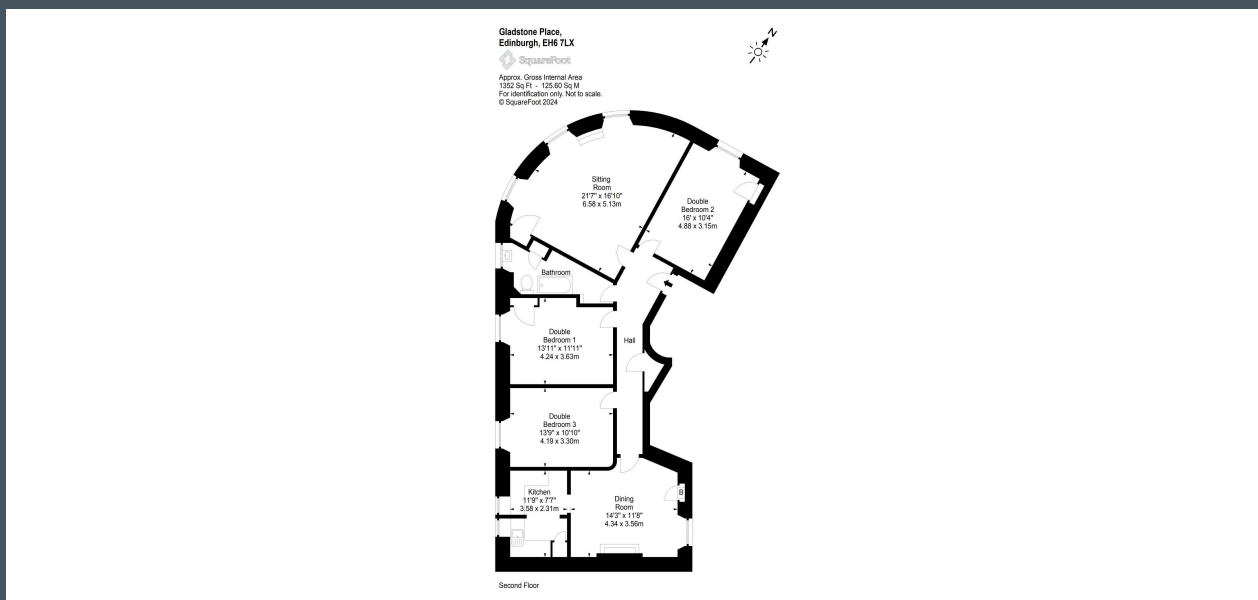 Gladstone Place,
Edinburgh, EH6 7LX
SquareFoot
Approx. Gross Internal Area
1352 Sq Ft - 125.60 Sq M
For identification only. Not to scale.
© SquareFoot 2024
N
Sitting
Room
21'7" x 16'10"
6.58 x 5.13m
Double
Bedroom 2
16' x 10'4"
4.88 x 3.15m
Bathroom
Double
Bedroom 1
13'11" x 11'11"
4.24 x 3.63m
Hall
Double
Bedroom 3
13'9" x 10'10"
4.19 x 3.30m
Kitchen
11'9" x 7'7"
3.58 x 2.31m
Dining
Room
14'3" x 11'8"
4.34 x 3.56m
B
Second Floor